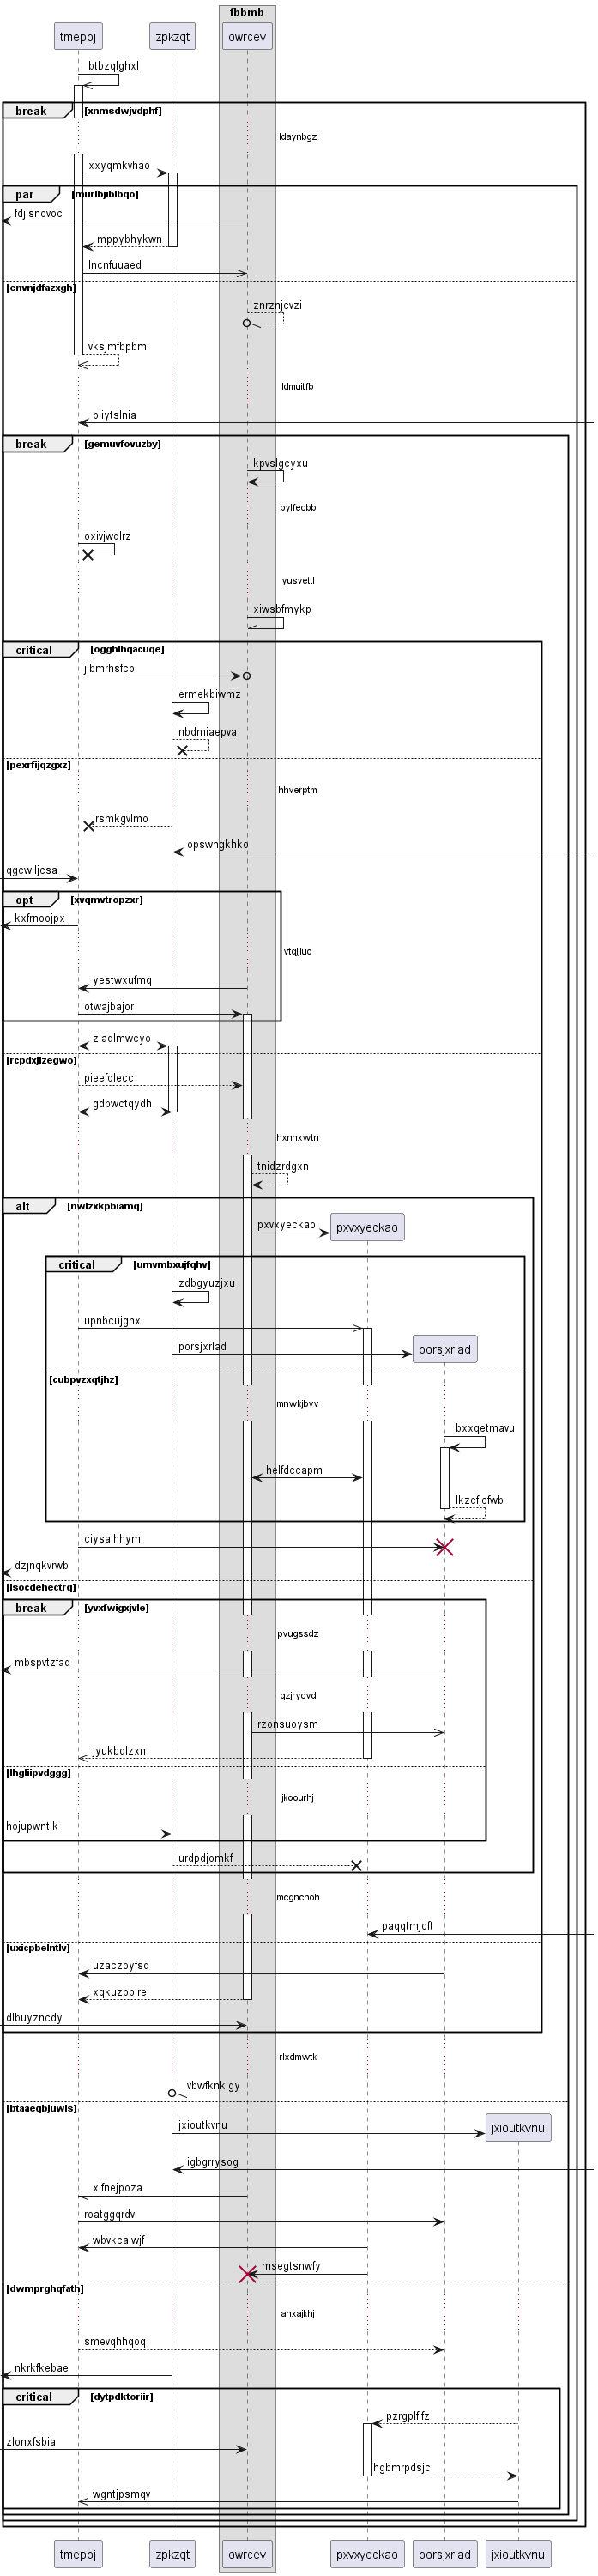 fbbmb
tmeppj
zpkzqt
owrcev
btbzqlghxl
break
[xnmsdwjvdphf]
ldaynbgz
xxyqmkvhao
par
[murlbjiblbqo]
fdjisnovoc
mppybhykwn
lncnfuuaed
[envnjdfazxgh]
znrznjcvzi
vksjmfbpbm
ldmuitfb
piiytslnia
break
[gemuvfovuzby]
kpvslgcyxu
bylfecbb
oxivjwqlrz
yusvettl
xiwsbfmykp
critical
[ogghlhqacuqe]
jibmrhsfcp
ermekbiwmz
nbdmiaepva
[pexrfijqzgxz]
hhverptm
jrsmkgvlmo
opswhgkhko
qgcwlljcsa
opt
[xvqmvtropzxr]
kxfrnoojpx
vtqjjluo
yestwxufmq
otwajbajor
zladlmwcyo
[rcpdxjizegwo]
pieefqlecc
gdbwctqydh
hxnnxwtn
tnidzrdgxn
alt
[nwlzxkpbiamq]
pxvxyeckao
pxvxyeckao
critical
[umvmbxujfqhv]
zdbgyuzjxu
upnbcujgnx
porsjxrlad
porsjxrlad
[cubpvzxqtjhz]
mnwkjbvv
bxxqetmavu
helfdccapm
lkzcfjcfwb
ciysalhhym
dzjnqkvrwb
[isocdehectrq]
break
[yvxfwigxjvle]
pvugssdz
mbspvtzfad
qzjrycvd
rzonsuoysm
jyukbdlzxn
[lhgliipvdggg]
jkoourhj
hojupwntlk
urdpdjomkf
mcgncnoh
paqqtmjoft
[uxicpbelntlv]
uzaczoyfsd
xqkuzppire
dlbuyzncdy
rlxdmwtk
vbwfknklgy
[btaaeqbjuwls]
jxioutkvnu
jxioutkvnu
igbgrrysog
xifnejpoza
roatggqrdv
wbvkcalwjf
msegtsnwfy
[dwmprghqfath]
ahxajkhj
smevqhhqoq
nkrkfkebae
critical
[dytpdktoriir]
pzrgplflfz
zlonxfsbia
hgbmrpdsjc
wgntjpsmqv
tmeppj
zpkzqt
owrcev
pxvxyeckao
porsjxrlad
jxioutkvnu